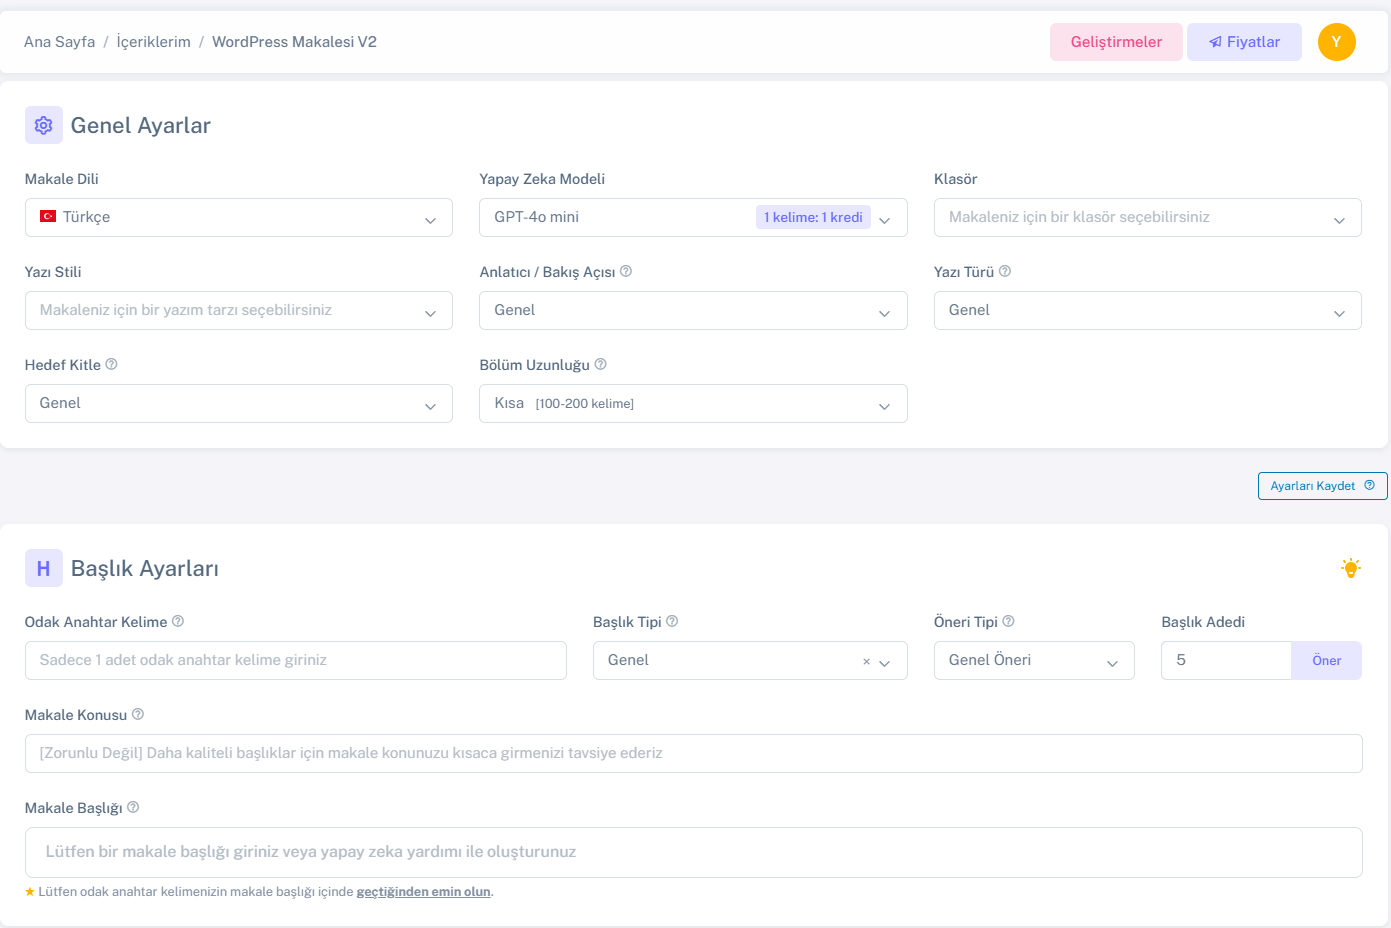 Ana Sayfa / İçeriklerim / WordPress Makalesi V2
Geliştirmeler
Fiyatlar
Y
Genel Ayarlar
Makale Dili
Yapay Zeka Modeli
Klasör
Türkçe
GPT-4o mini
1 kelime: 1 kredi
Makaleniz için bir klasör seçebilirsiniz
Yazı Stili
Anlatıcı / Bakış Açısı
Yazı Türü
Makaleniz için bir yazım tarzı seçebilirsiniz
Genel
Genel
Hedef Kitle
Bölüm Uzunluğu
Genel
Kısa [100-200 kelime]
Ayarları Kaydet
H
Başlık Ayarları
Odak Anahtar Kelime
Başlık Tipi
Öneri Tipi
Başlık Adedi
Sadece 1 adet odak anahtar kelime giriniz
Genel
×
Genel Öneri
5
Öner
Makale Konusu
[Zorunlu Değil] Daha kaliteli başlıklar için makale konunuzu kısaca girmenizi tavsiye ederiz
Makale Başlığı
Lütfen bir makale başlığı giriniz veya yapay zeka yardımı ile oluşturunuz
★ Lütfen odak anahtar kelimenizin makale başlığı içinde geçtiğinden emin olun.